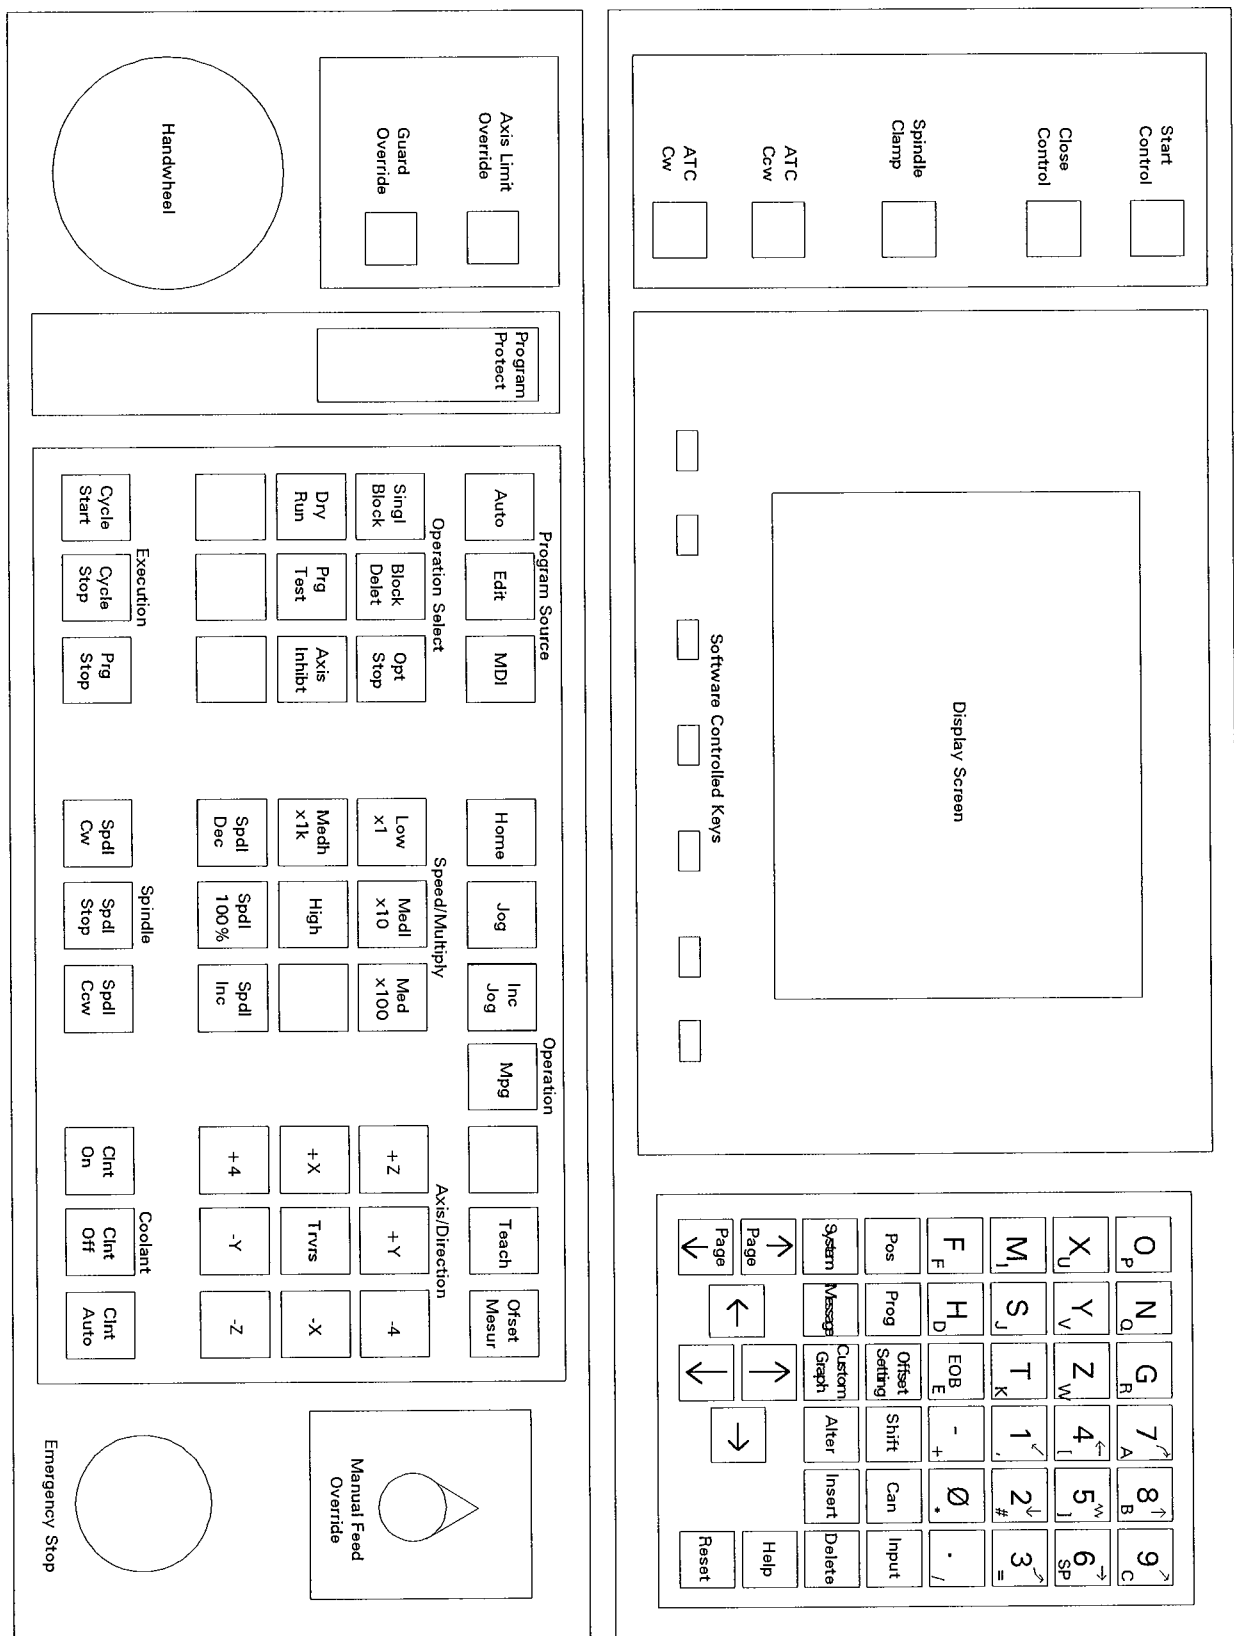 Start
Control
Close
Control
Spindle
Clamp
ATC
Ccw
ATC
Cw
Display Screen
Software Controlled Keys
O P
N Q
G R
7 A
8 B
9 C
X U
Y V
Z W
4 [
5 ]
6 SP
M I
S J
T K
1 ,
2 #
3 =
F F
H D
EOB E
- +
Ø *
. /
Pos
Prog
Offset
Setting
Shift
Can
Input
System
Message
Custom
Graph
Alter
Insert
Delete
Page
Help
Page
Reset
Axis Limit
Override
Guard
Override
Handwheel
Program
Protect
Program Source
Auto
Edit
MDI
Operation Select
Singl
Block
Block
Delet
Opt
Stop
Dry
Run
Prg
Test
Axis
Inhibt
Execution
Cycle
Start
Cycle
Stop
Prg
Stop
Operation
Home
Jog
Inc
Jog
Mpg
Teach
Ofset
Mesur
Speed/Multiply
Low
x1
Medl
x10
Med
x100
Medh
x1k
High
Spdl
Dec
Spdl
100%
Spdl
Inc
Spindle
Spdl
Cw
Spdl
Stop
Spdl
Ccw
Axis/Direction
+Z
+Y
-4
+X
Trvrs
-X
+4
-Y
-Z
Coolant
Clnt
On
Clnt
Off
Clnt
Auto
Manual Feed
Override
Emergency Stop